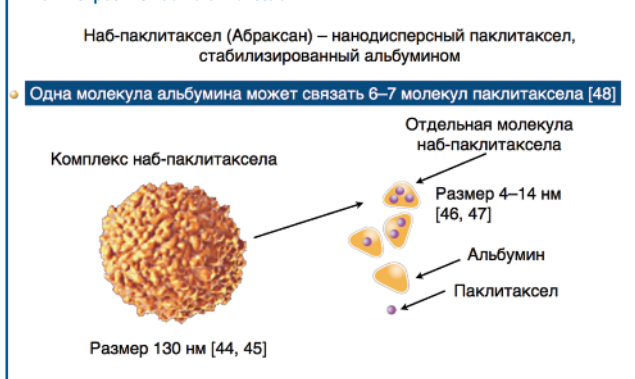 Наб-паклитаксел (Абраксан) – нанодисперсный паклитаксел,
стабилизированный альбумином
Одна молекула альбумина может связать 6–7 молекул паклитаксела [48]
Отдельная молекула
наб-паклитаксела
Комплекс наб-паклитаксела
Размер 4–14 нм
[46, 47]
Альбумин
Паклитаксел
Размер 130 нм [44, 45]